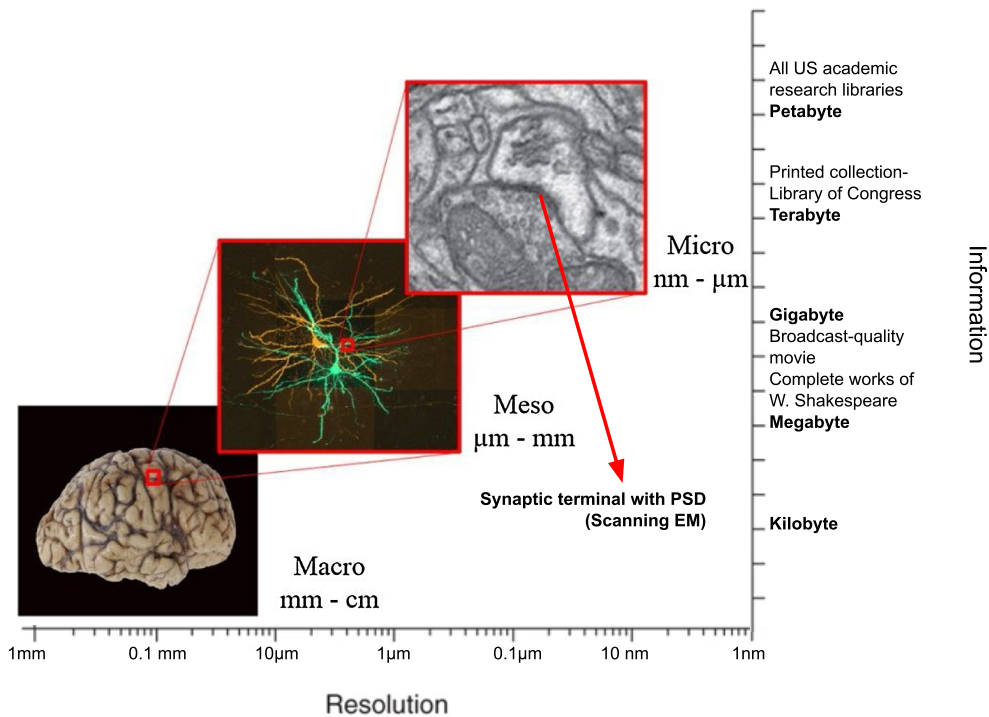 All US academic
research libraries
Petabyte
Printed collection-
Library of Congress
Terabyte
Micro
nm - μm
Information
Gigabyte
Broadcast-quality
movie
Complete works of
W. Shakespeare
Megabyte
Meso
μm - mm
Synaptic terminal with PSD
(Scanning EM)
Kilobyte
Macro
mm - cm
1mm
0.1 mm
10μm
1μm
0.1μm
10 nm
1nm
Resolution